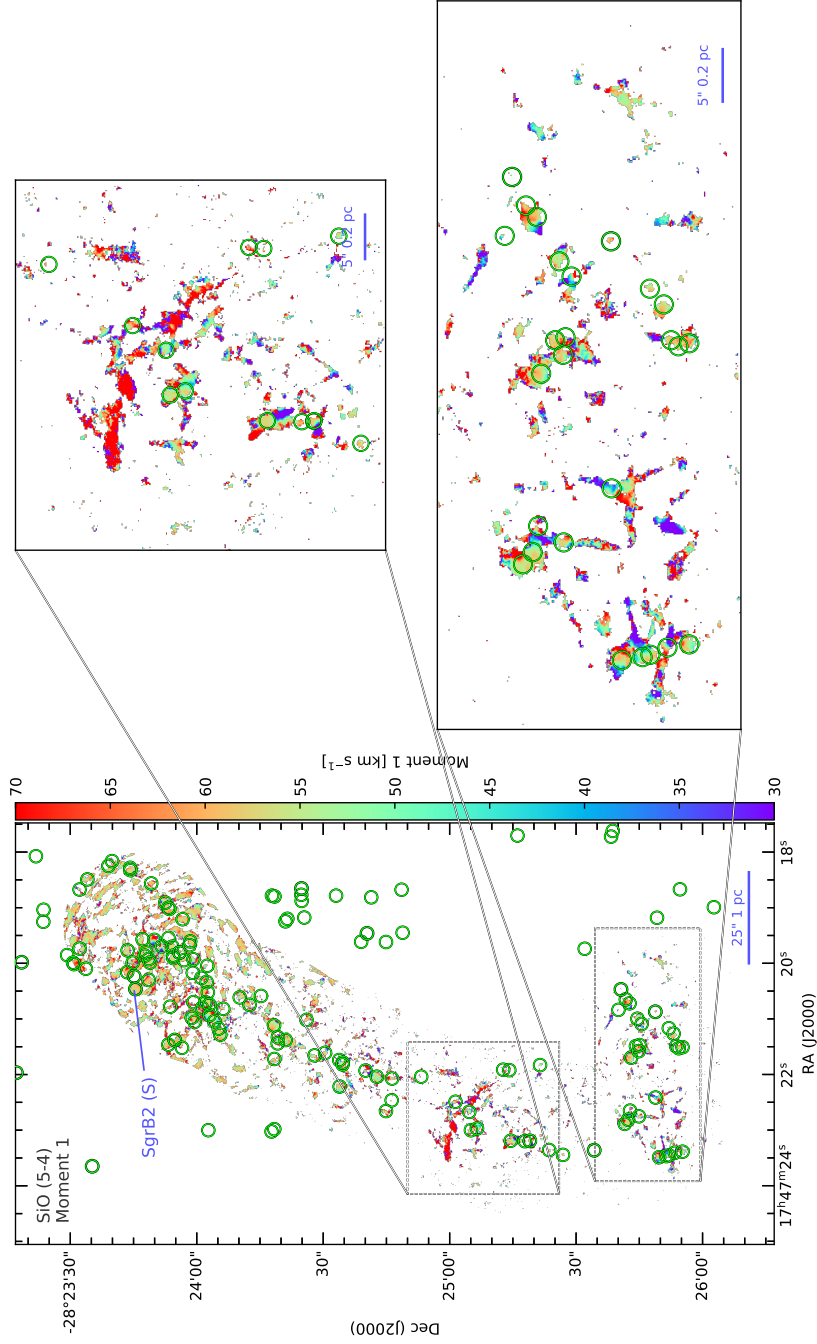 SiO (5-4)
Moment 1
SgrB2 (S)
25" 1 pc
5" 0.2 pc
5" 0.2 pc
Moment 1 [km s⁻¹]
70
65
60
55
50
45
40
35
30
-28°23'30"
24'00"
30"
25'00"
30"
26'00"
Dec (J2000)
17ʰ47ᵐ24ˢ
22ˢ
20ˢ
18ˢ
RA (J2000)